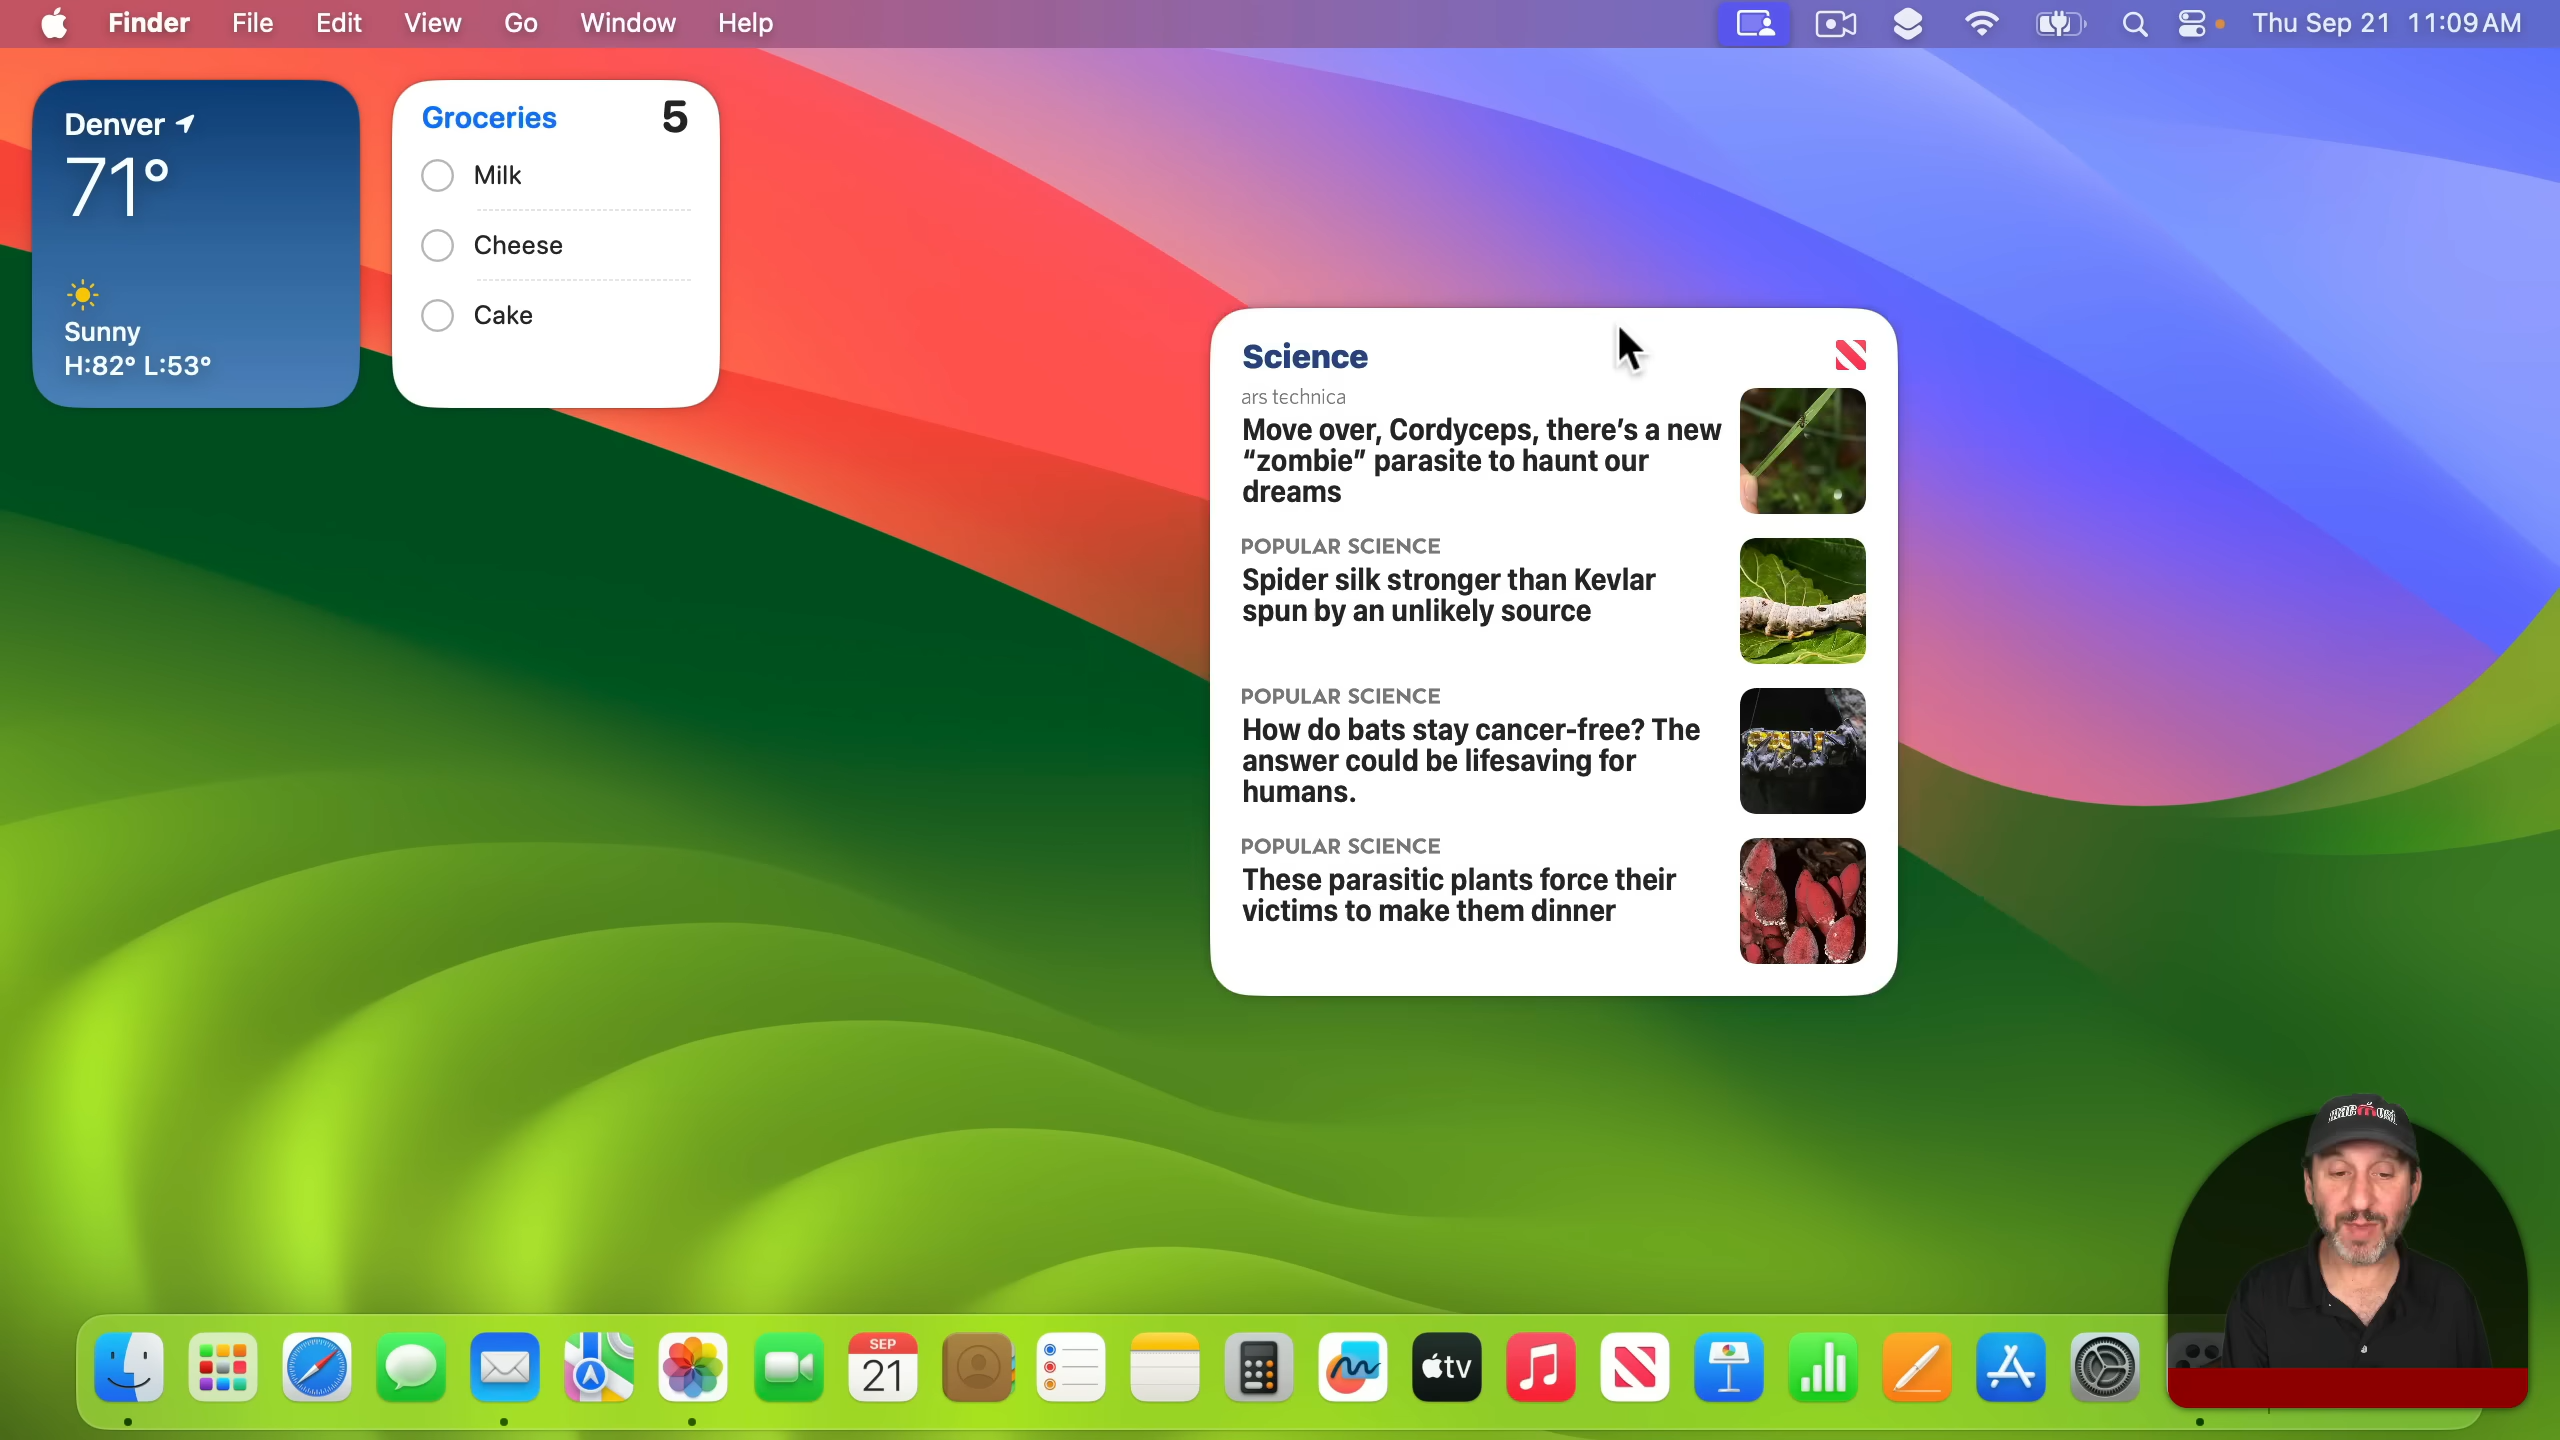 Finder File Edit View Go Window Help
Thu Sep 21 11:09 AM
Denver
71°
Sunny
H:82° L:53°
Groceries 5
Milk
Cheese
Cake
Science
ars technica
Move over, Cordyceps, there’s a new
“zombie” parasite to haunt our
dreams
POPULAR SCIENCE
Spider silk stronger than Kevlar
spun by an unlikely source
POPULAR SCIENCE
How do bats stay cancer-free? The
answer could be lifesaving for
humans.
POPULAR SCIENCE
These parasitic plants force their
victims to make them dinner
SEP
21
tv